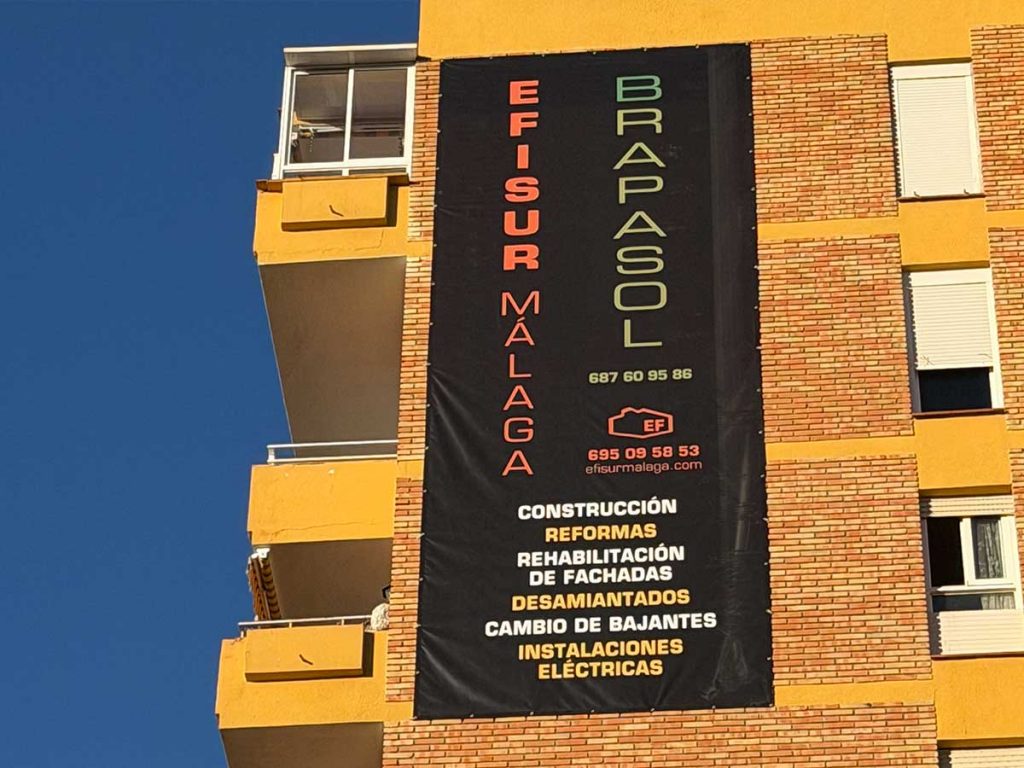 EFISUR MÁLAGA
BRAPASOL
687 60 95 86
EF
695 09 58 53
efisurmalaga.com
CONSTRUCCIÓN
REFORMAS
REHABILITACIÓN
DE FACHADAS
DESAMIANTADOS
CAMBIO DE BAJANTES
INSTALACIONES
ELÉCTRICAS